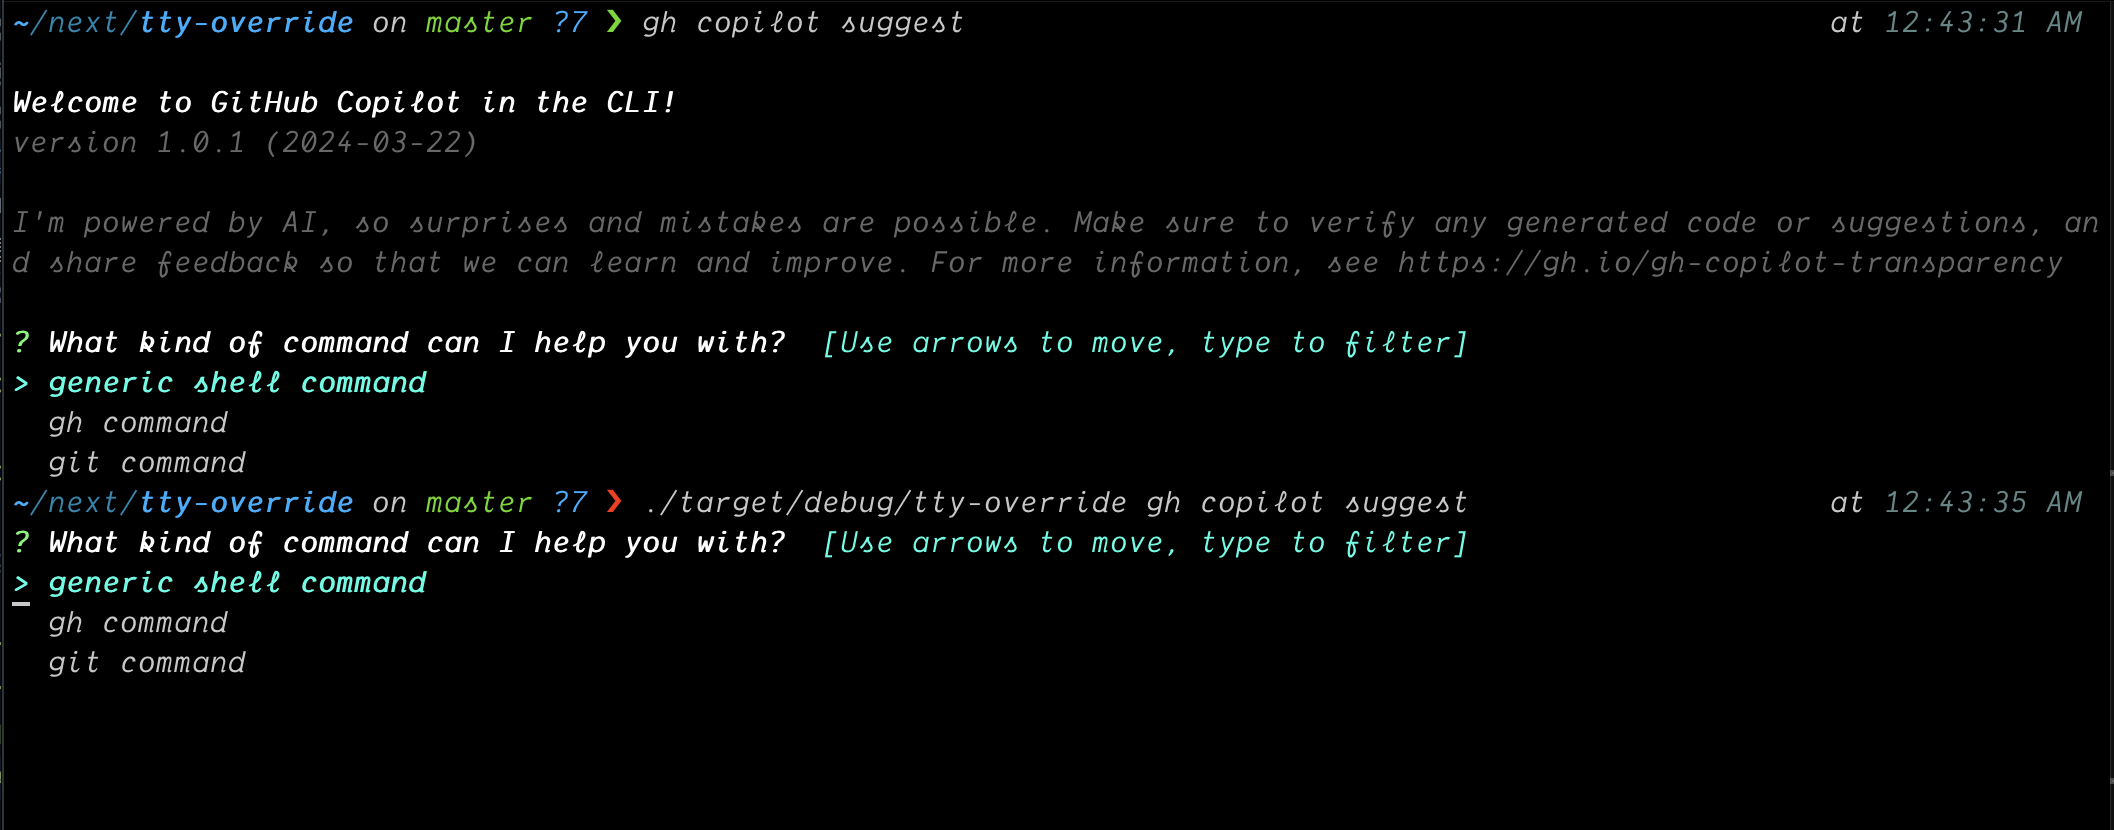 ~/next/tty-override on master ?7 ❯ gh copilot suggest at 12:43:31 AM
Welcome to GitHub Copilot in the CLI!
version 1.0.1 (2024-03-22)
I'm powered by AI, so surprises and mistakes are possible. Make sure to verify any generated code or suggestions, an
d share feedback so that we can learn and improve. For more information, see https://gh.io/gh-copilot-transparency
? What kind of command can I help you with?  [Use arrows to move, type to filter]
> generic shell command
  gh command
  git command
~/next/tty-override on master ?7 ❯ ./target/debug/tty-override gh copilot suggest at 12:43:35 AM
? What kind of command can I help you with?  [Use arrows to move, type to filter]
> generic shell command
  gh command
  git command